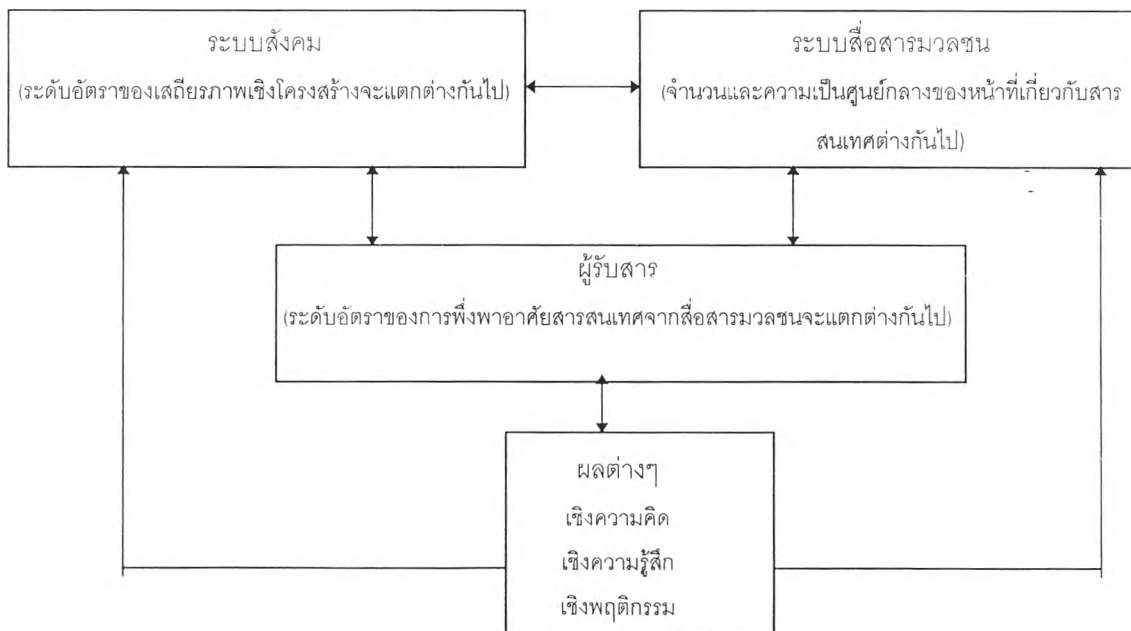 ระบบสังคม
(ระดับอัตราของเสถียรภาพเชิงโครงสร้างจะแตกต่างกันไป)
ระบบสื่อสารมวลชน
(จำนวนและความเป็นศูนย์กลางของหน้าที่เกี่ยวกับสาร
สนเทศต่างกันไป)
ผู้รับสาร
(ระดับอัตราของการพึ่งพาอาศัยสารสนเทศจากสื่อสารมวลชนจะแตกต่างกันไป)
ผลต่างๆ
เชิงความคิด
เชิงความรู้สึก
เชิงพฤติกรรม